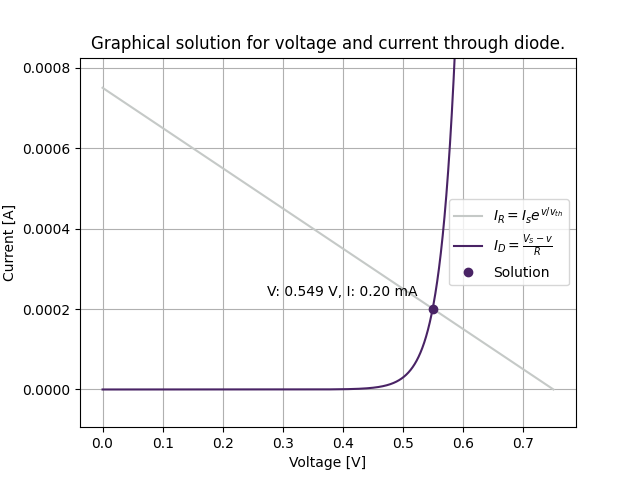 Graphical solution for voltage and current through diode.
0.0008
0.0006
0.0004
0.0002
0.0000
Current [A]
I_R = I_s e^{v/v_{th}}
I_D = \frac{V_S - v}{R}
Solution
V: 0.549 V, I: 0.20 mA
0.0 0.1 0.2 0.3 0.4 0.5 0.6 0.7
Voltage [V]